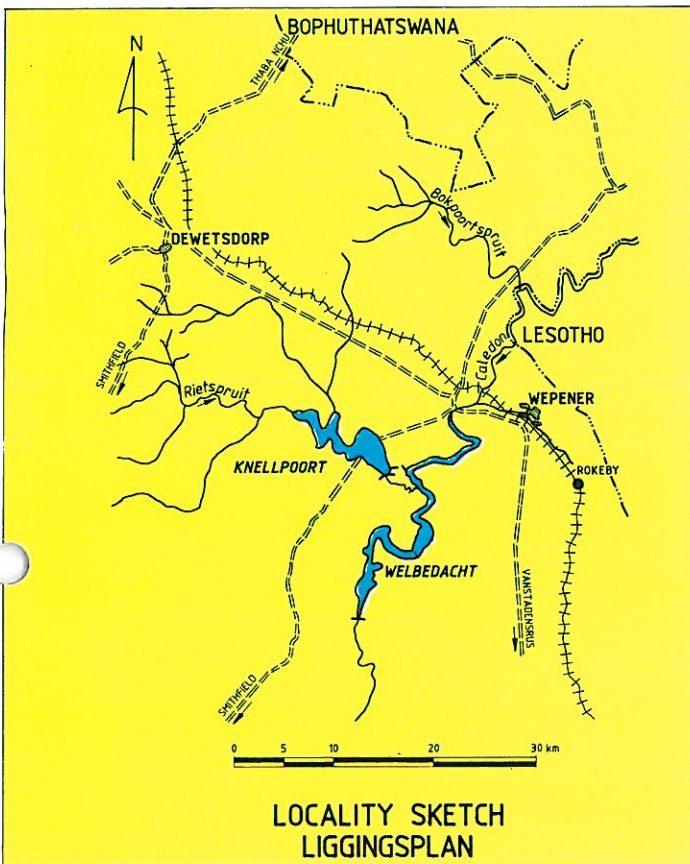 BOPHUTHATSWANA
N
THABA NCHU
Bokpoortspruit
DEWETSDORP
LESOTHO
Caledon
SMITHFIELD
WEPENER
Rietspruit
KNELLPOORT
ROKEBY
WELBEDACHT
VANSTADENSRUS
SMITHFIELD
0 5 10 20 30 km
LOCALITY SKETCH
LIGGINGSPLAN